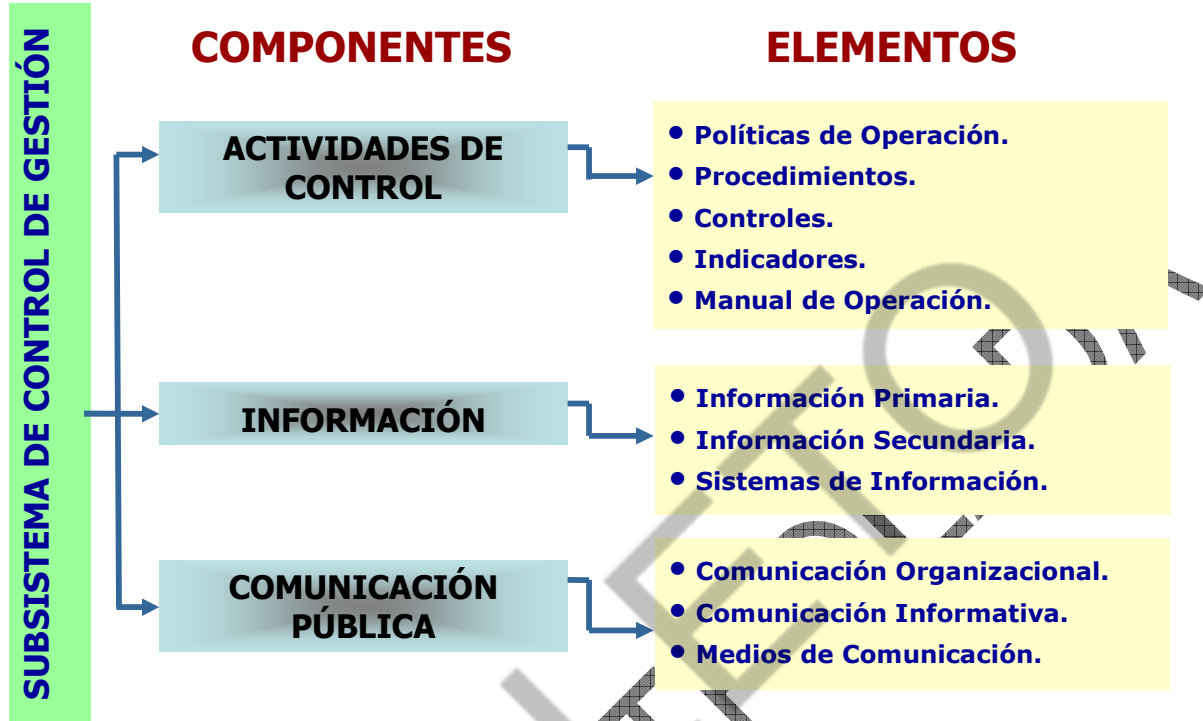 SUBSISTEMA DE CONTROL DE GESTIÓN
COMPONENTES
ELEMENTOS
ACTIVIDADES DE
CONTROL
• Políticas de Operación.
• Procedimientos.
• Controles.
• Indicadores.
• Manual de Operación.
INFORMACIÓN
• Información Primaria.
• Información Secundaria.
• Sistemas de Información.
COMUNICACIÓN
PÚBLICA
• Comunicación Organizacional.
• Comunicación Informativa.
• Medios de Comunicación.